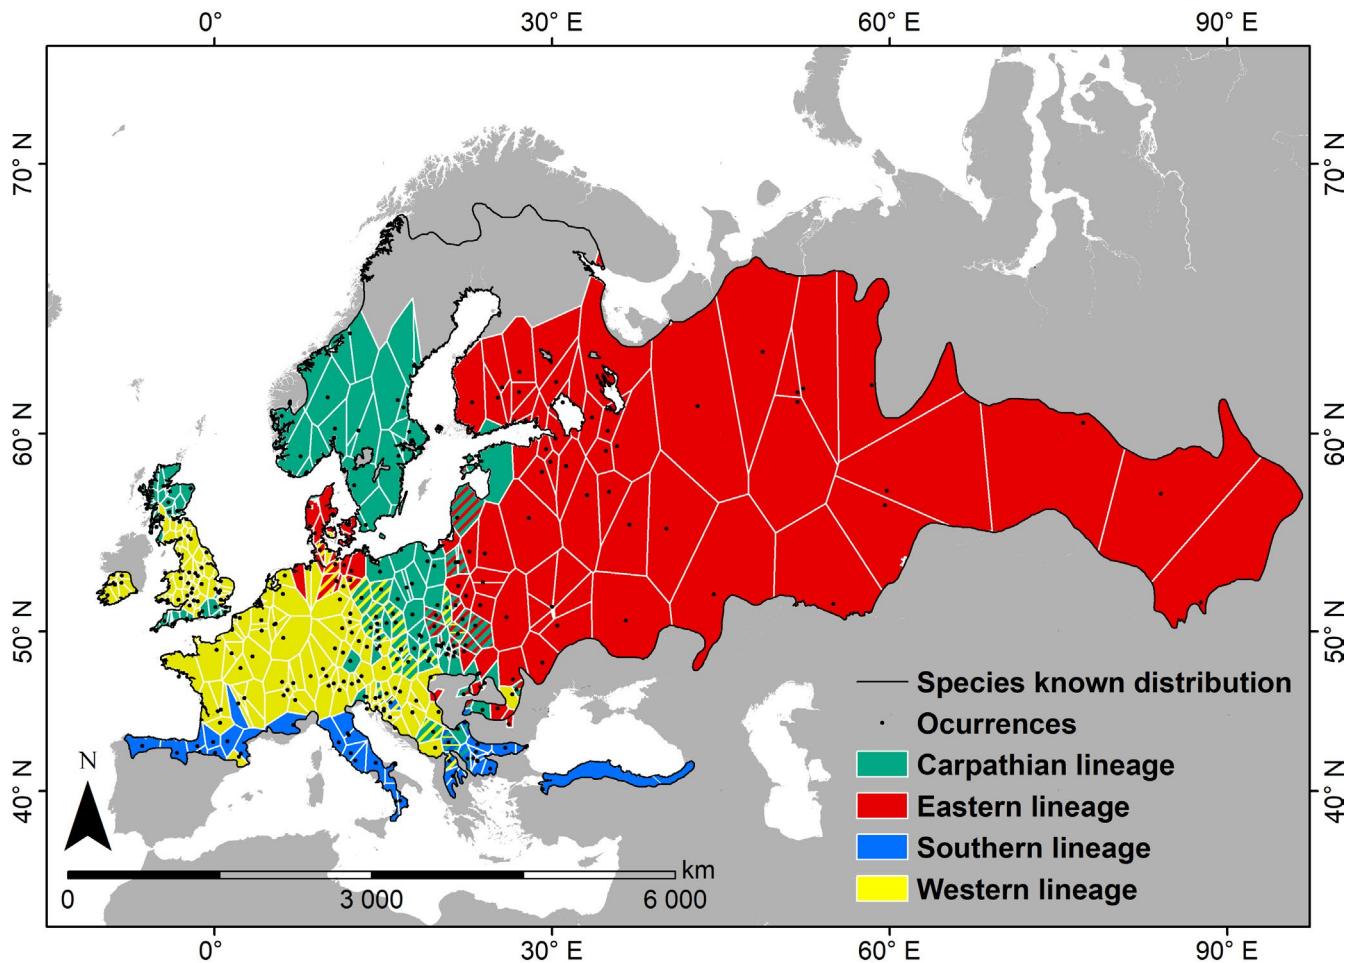 0° 30° E 60° E 90° E
70° N 70° N
60° N 60° N
50° N 50° N
40° N 40° N
N
km
0 3 000 6 000
Species known distribution
Ocurrences
Carpathian lineage
Eastern lineage
Southern lineage
Western lineage
0° 30° E 60° E 90° E